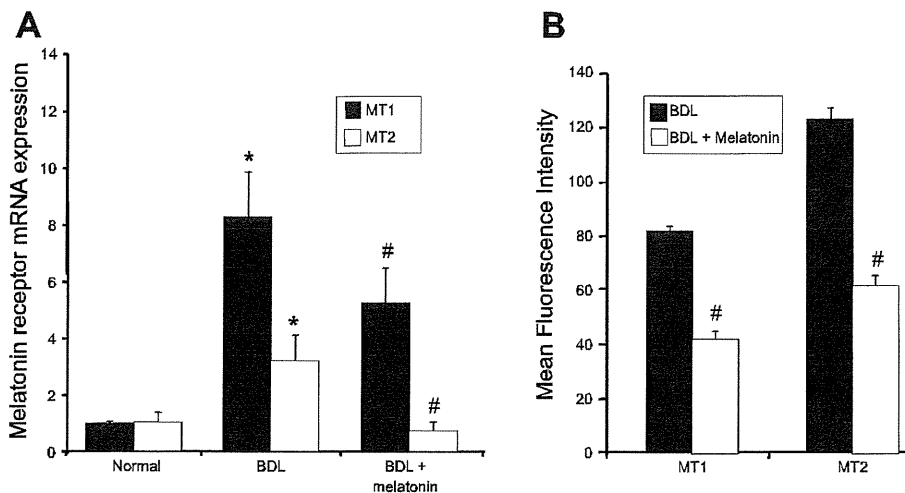 A
Melatonin receptor mRNA expression
14
12
10
8
6
4
2
0
MT1
MT2
*
*
#
#
Normal
BDL
BDL +
melatonin
B
Mean Fluorescence Intensity
140
120
100
80
60
40
20
0
BDL
BDL + Melatonin
#
#
MT1
MT2